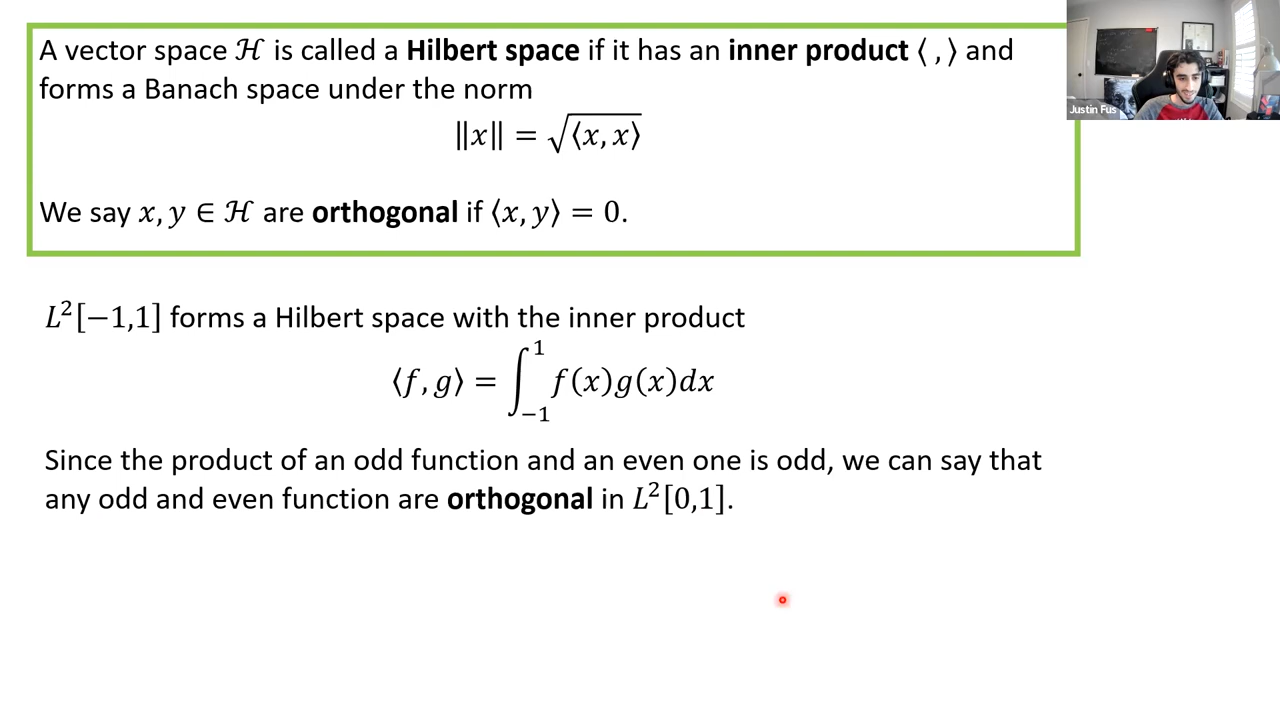 A vector space ℋ is called a Hilbert space if it has an inner product ⟨ , ⟩ and
forms a Banach space under the norm
‖x‖ = √⟨x, x⟩
We say x, y ∈ ℋ are orthogonal if ⟨x, y⟩ = 0.
Justin Fus
L²[−1,1] forms a Hilbert space with the inner product
⟨f, g⟩ = ∫₋₁¹ f(x)g(x)dx
Since the product of an odd function and an even one is odd, we can say that
any odd and even function are orthogonal in L²[0,1].